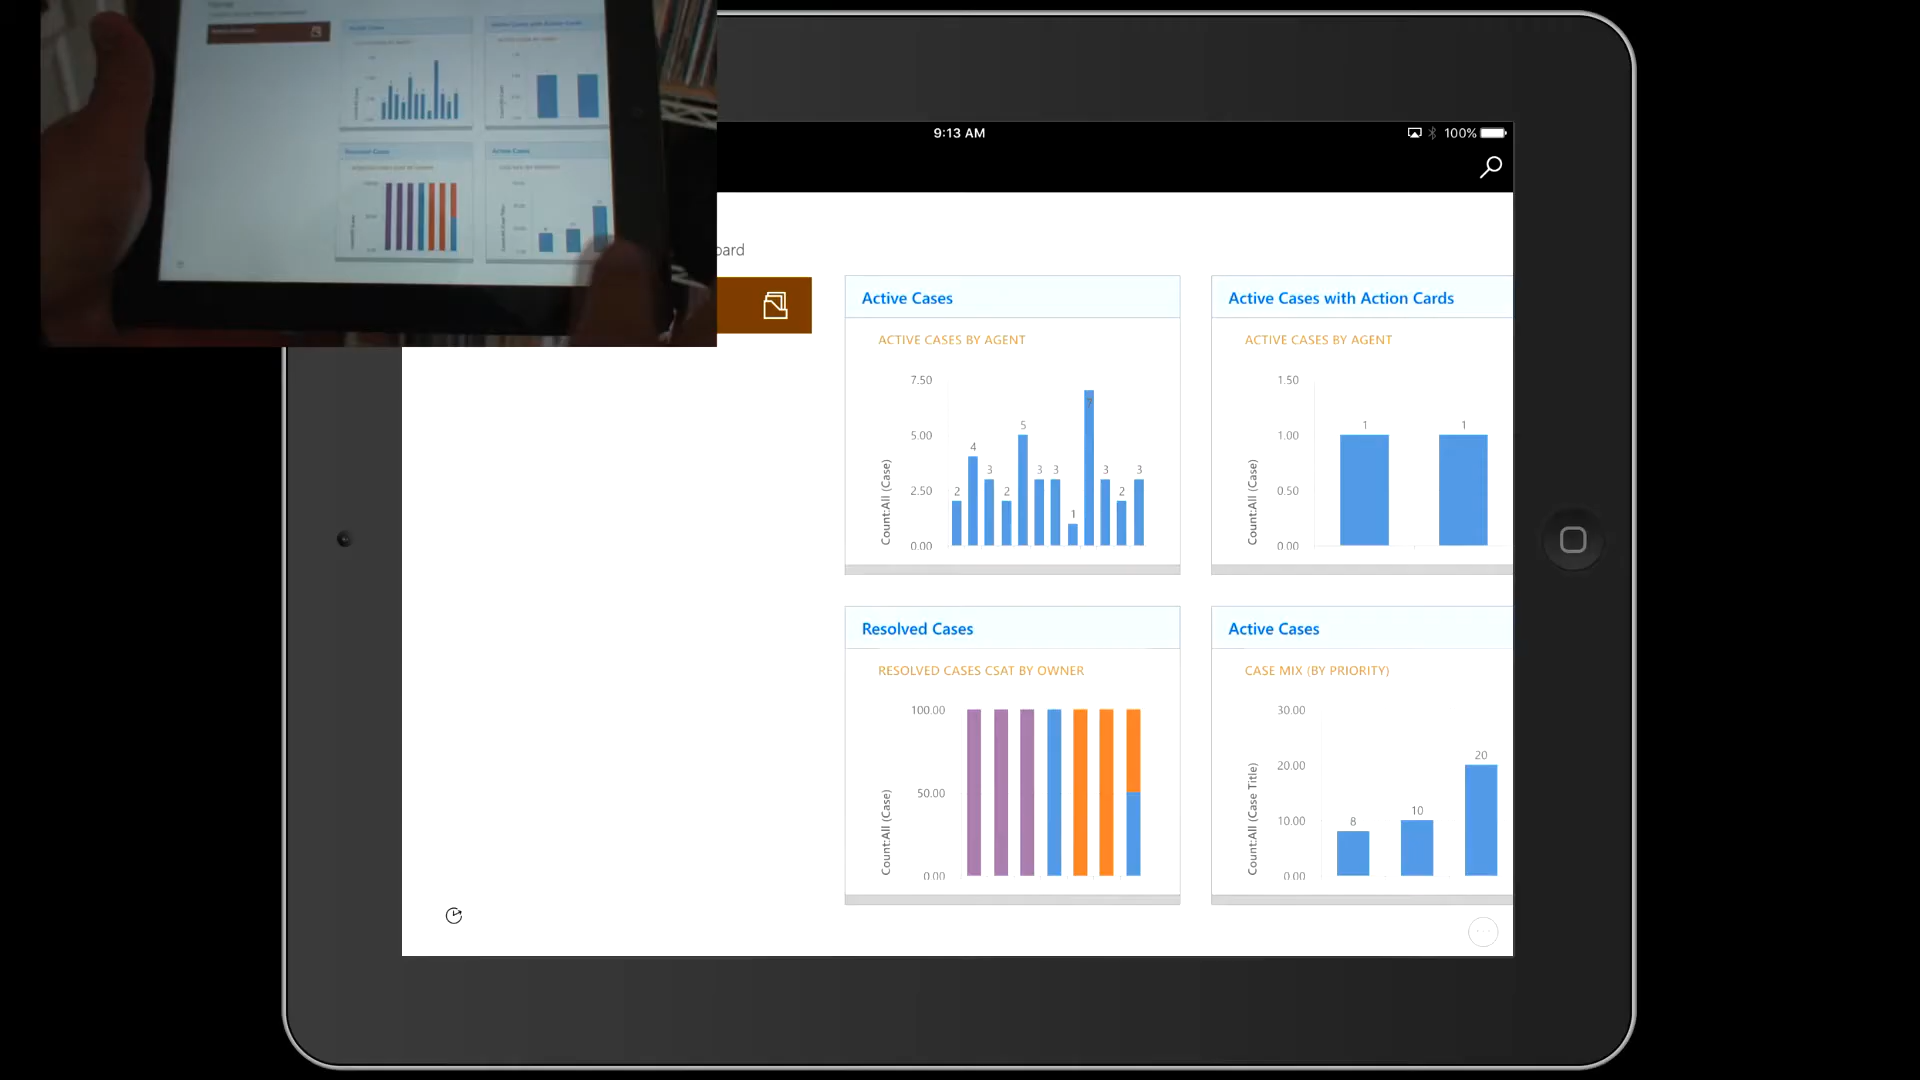 9:13 AM
100%
board
Active Cases
ACTIVE CASES BY AGENT
7.50
5.00
2.50
0.00
Count:All (Case)
2 4 3 2 5 3 3 1 7 3 2 3
Active Cases with Action Cards
ACTIVE CASES BY AGENT
1.50
1.00
0.50
0.00
Count:All (Case)
1 1
Resolved Cases
RESOLVED CASES CSAT BY OWNER
100.00
50.00
0.00
Count:All (Case)
Active Cases
CASE MIX (BY PRIORITY)
30.00
20.00
10.00
0.00
Count:All (Case Title)
8 10 20